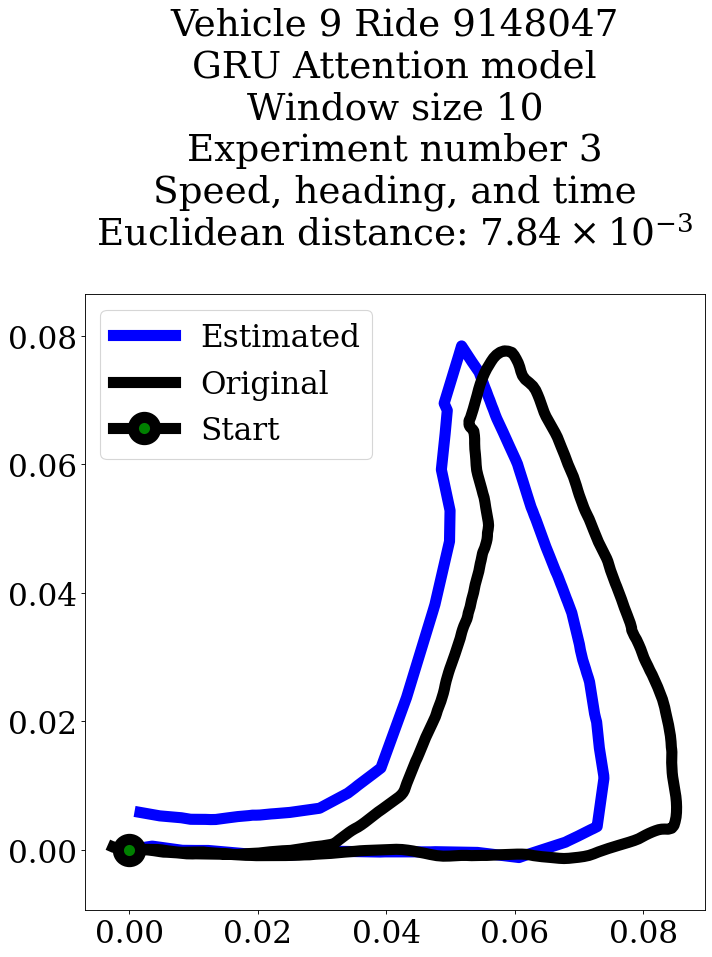 Vehicle 9 Ride 9148047
GRU Attention model
Window size 10
Experiment number 3
Speed, heading, and time
Euclidean distance: 7.84 × 10⁻³
Estimated
Original
Start
0.08
0.06
0.04
0.02
0.00
0.00 0.02 0.04 0.06 0.08